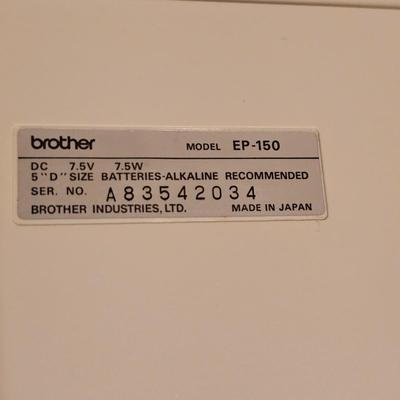 brother MODEL EP-150
DC 7.5V 7.5W
5 "D" SIZE BATTERIES-ALKALINE RECOMMENDED
SER. NO. A83542034
BROTHER INDUSTRIES, LTD. MADE IN JAPAN